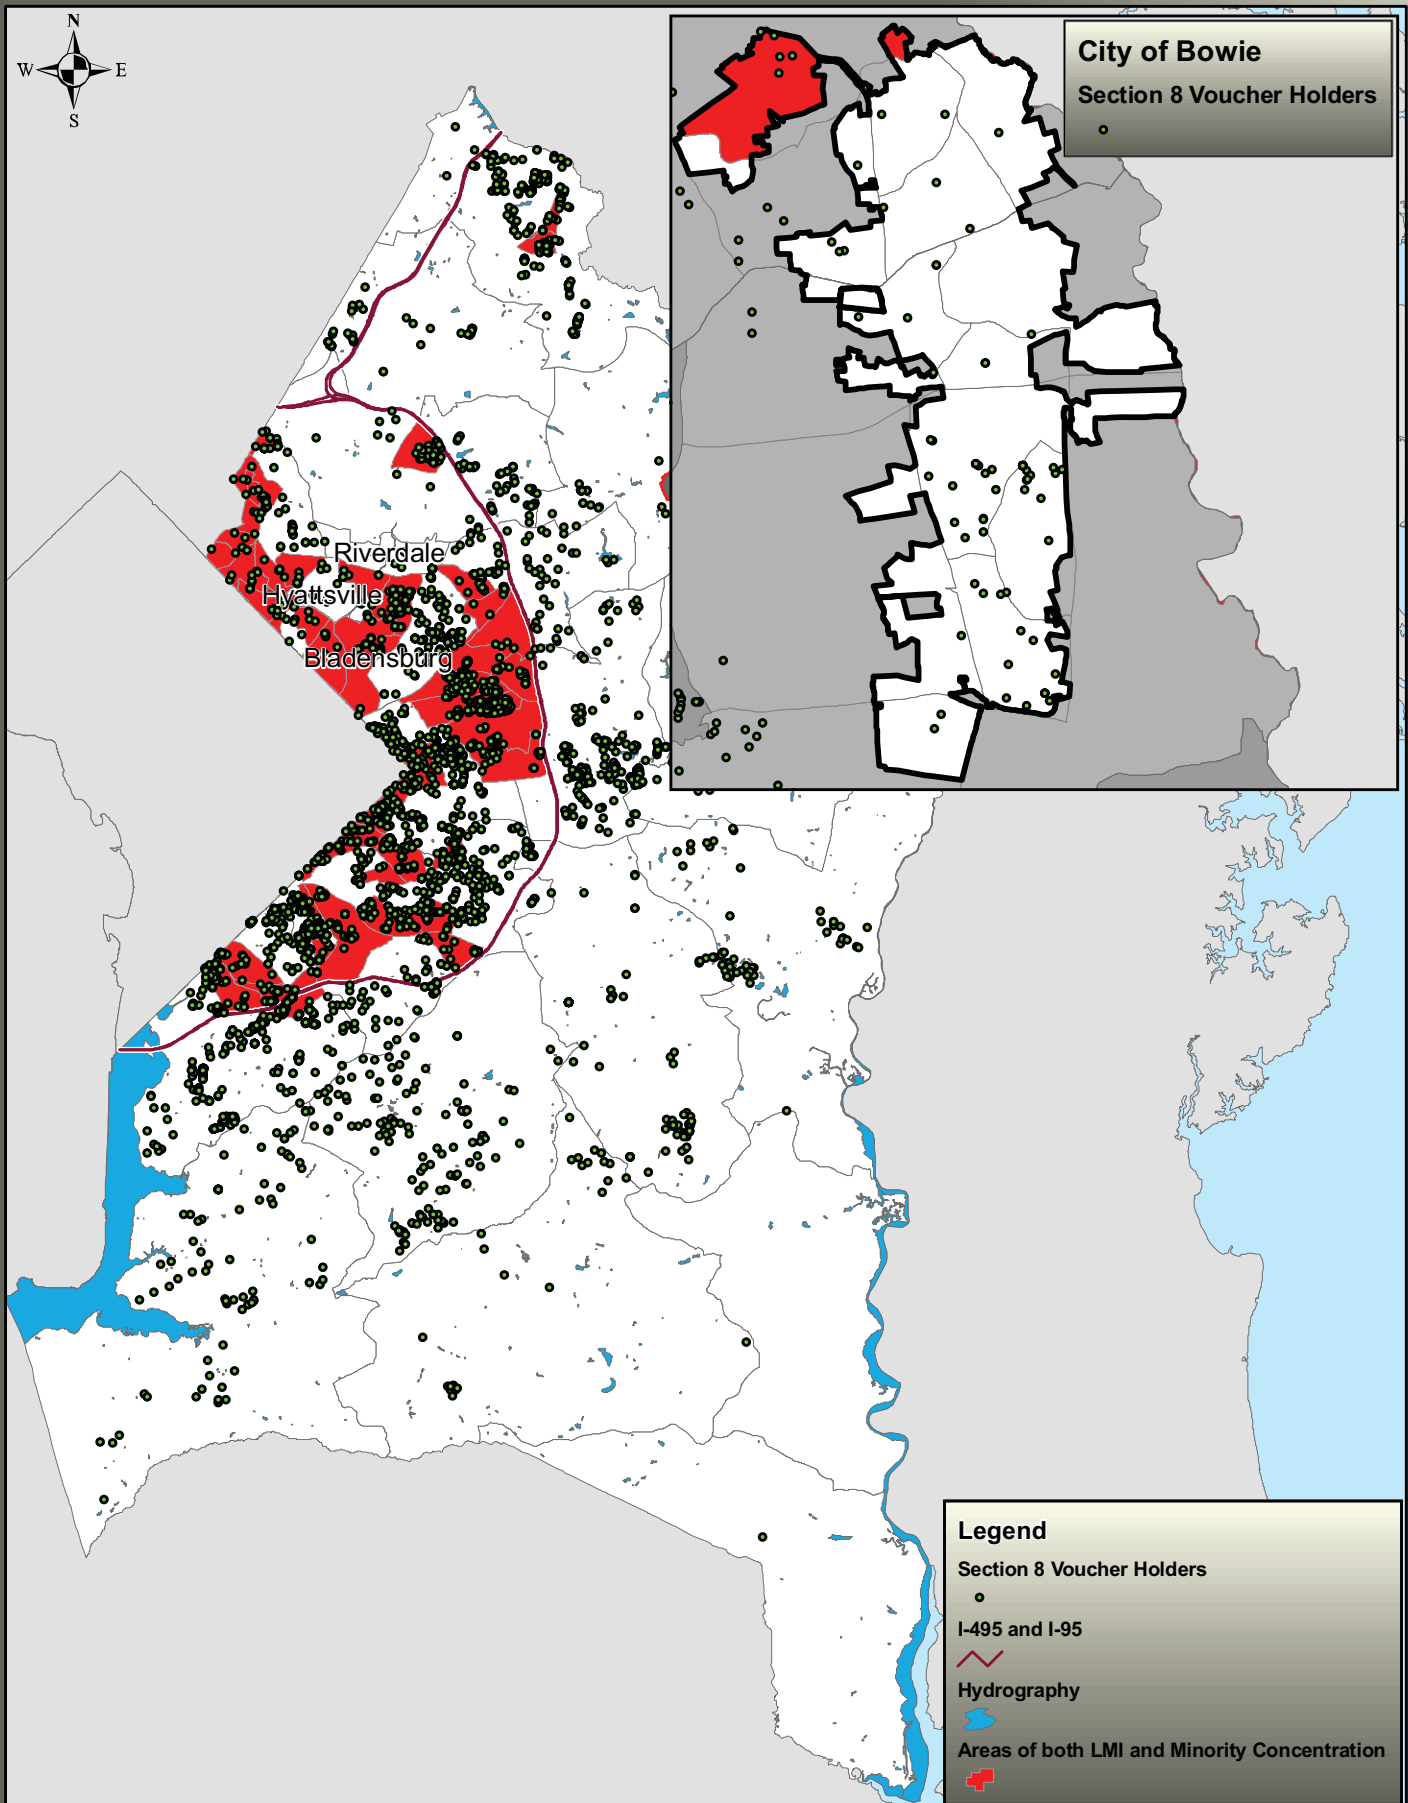 N
W E
S
City of Bowie
Section 8 Voucher Holders
Riverdale
Hyattsville
Bladensburg
Legend
Section 8 Voucher Holders
I-495 and I-95
Hydrography
Areas of both LMI and Minority Concentration